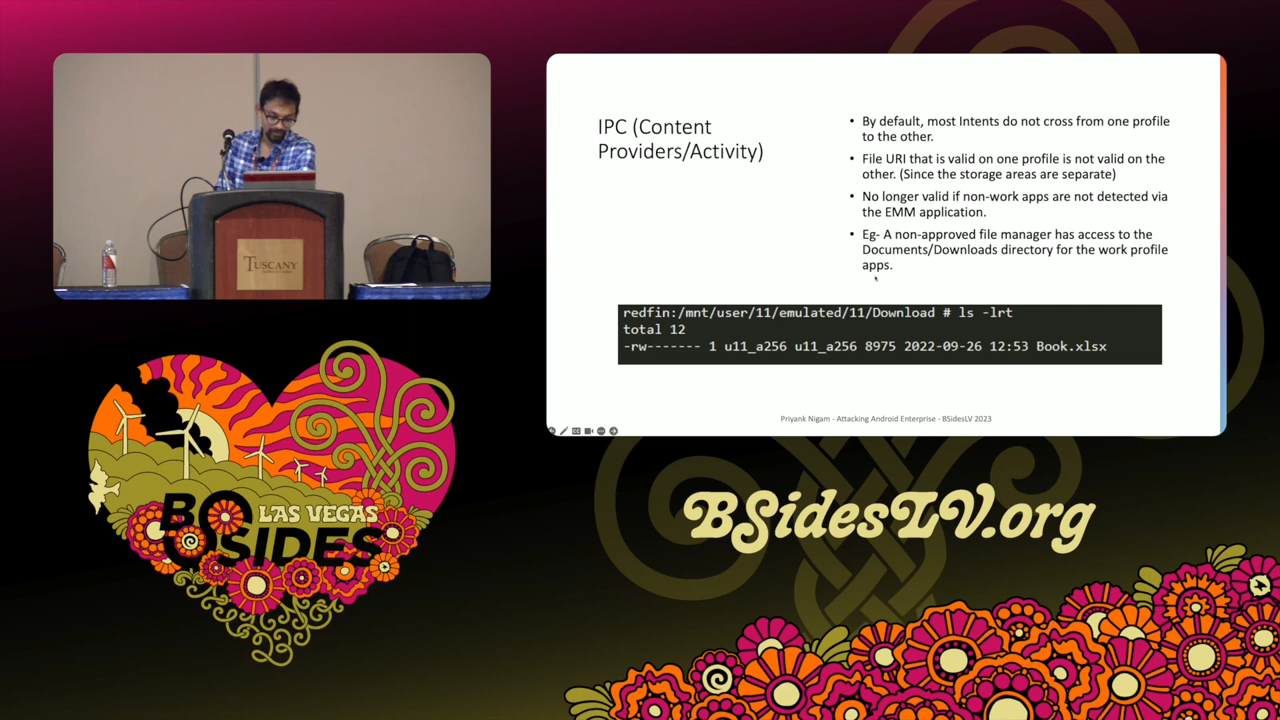 TUSCANY
IPC (Content
Providers/Activity)
• By default, most Intents do not cross from one profile
to the other.
• File URI that is valid on one profile is not valid on the
other. (Since the storage areas are separate)
• No longer valid if non-work apps are not detected via
the EMM application.
• Eg- A non-approved file manager has access to the
Documents/Downloads directory for the work profile
apps.
redfin:/mnt/user/11/emulated/11/Download # ls -lrt
total 12
-rw------- 1 u11_a256 u11_a256 8975 2022-09-26 12:53 Book.xlsx
Priyank Nigam - Attacking Android Enterprise - BSidesLV 2023
LAS VEGAS
BSIDES
23
BSidesLV.org